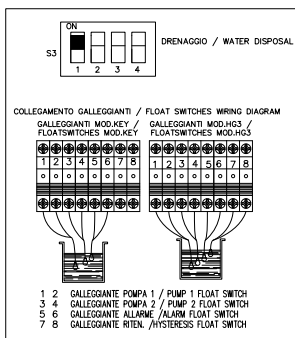 ON
S3
DRENAGGIO / WATER DISPOSAL
1 2 3 4
COLLEGAMENTO GALLEGGIANTI / FLOAT SWITCHES WIRING DIAGRAM
GALLEGGIANTI MOD.KEY /
FLOATSWITCHES MOD.KEY
GALLEGGIANTI MOD.HG3 /
FLOATSWITCHES MOD.HG3
1 2 3 4 5 6 7 8
1 2 3 4 5 6 7 8
1 2 GALLEGGIANTE POMPA 1 / PUMP 1 FLOAT SWITCH
3 4 GALLEGGIANTE POMPA 2 / PUMP 2 FLOAT SWITCH
5 6 GALLEGGIANTE ALLARME /ALARM FLOAT SWITCH
7 8 GALLEGGIANTE RITEN. /HYSTERESIS FLOAT SWITCH